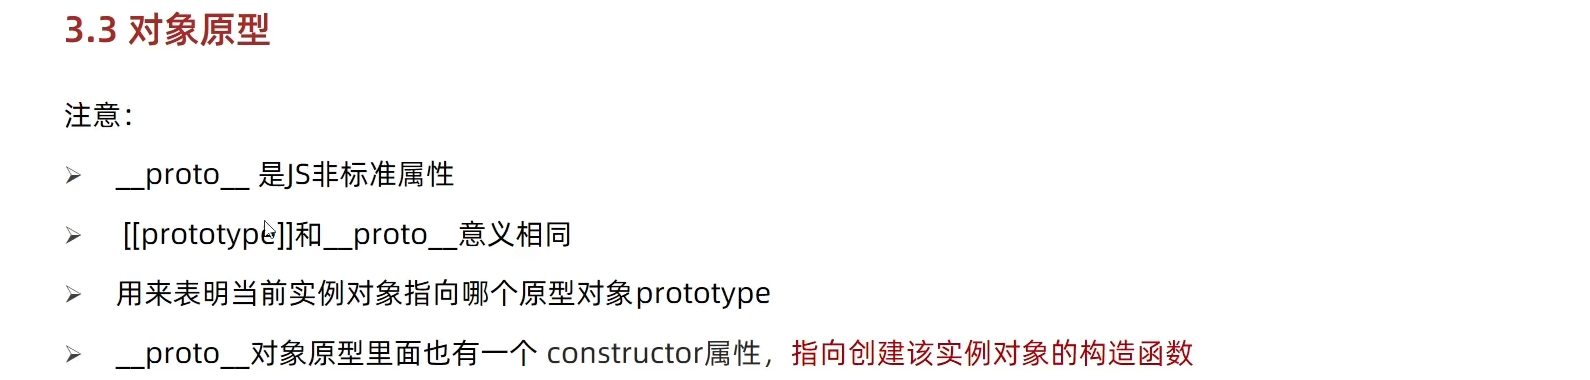 3.3 对象原型
注意：
__proto__ 是JS非标准属性
[[prototype]]和__proto__意义相同
用来表明当前实例对象指向哪个原型对象prototype
__proto__对象原型里面也有一个 constructor属性，指向创建该实例对象的构造函数